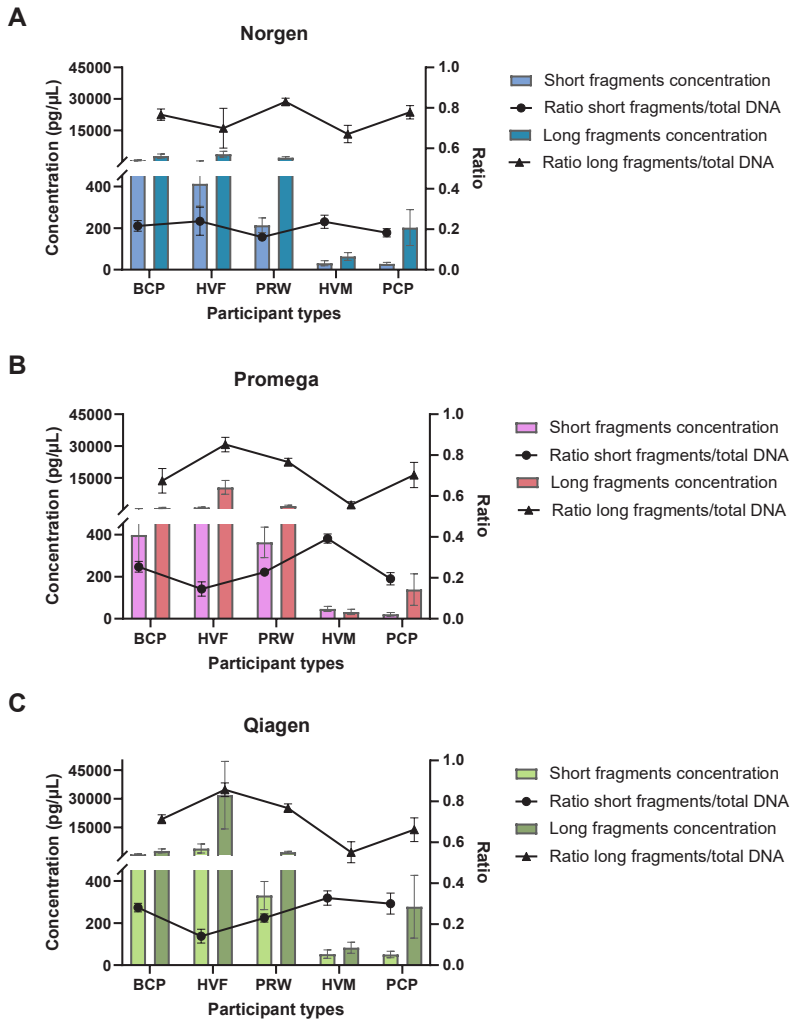 A
Norgen
Concentration (pg/µL)
45000
30000
15000
400
200
0
1.0
0.8
0.6
0.4
0.2
0.0
Ratio
BCP HVF PRW HVM PCP
Participant types
Short fragments concentration
Ratio short fragments/total DNA
Long fragments concentration
Ratio long fragments/total DNA
B
Promega
Concentration (pg/µL)
45000
30000
15000
400
200
0
1.0
0.8
0.6
0.4
0.2
0.0
Ratio
BCP HVF PRW HVM PCP
Participant types
Short fragments concentration
Ratio short fragments/total DNA
Long fragments concentration
Ratio long fragments/total DNA
C
Qiagen
Concentration (pg/µL)
45000
30000
15000
400
200
0
1.0
0.8
0.6
0.4
0.2
0.0
Ratio
BCP HVF PRW HVM PCP
Participant types
Short fragments concentration
Ratio short fragments/total DNA
Long fragments concentration
Ratio long fragments/total DNA